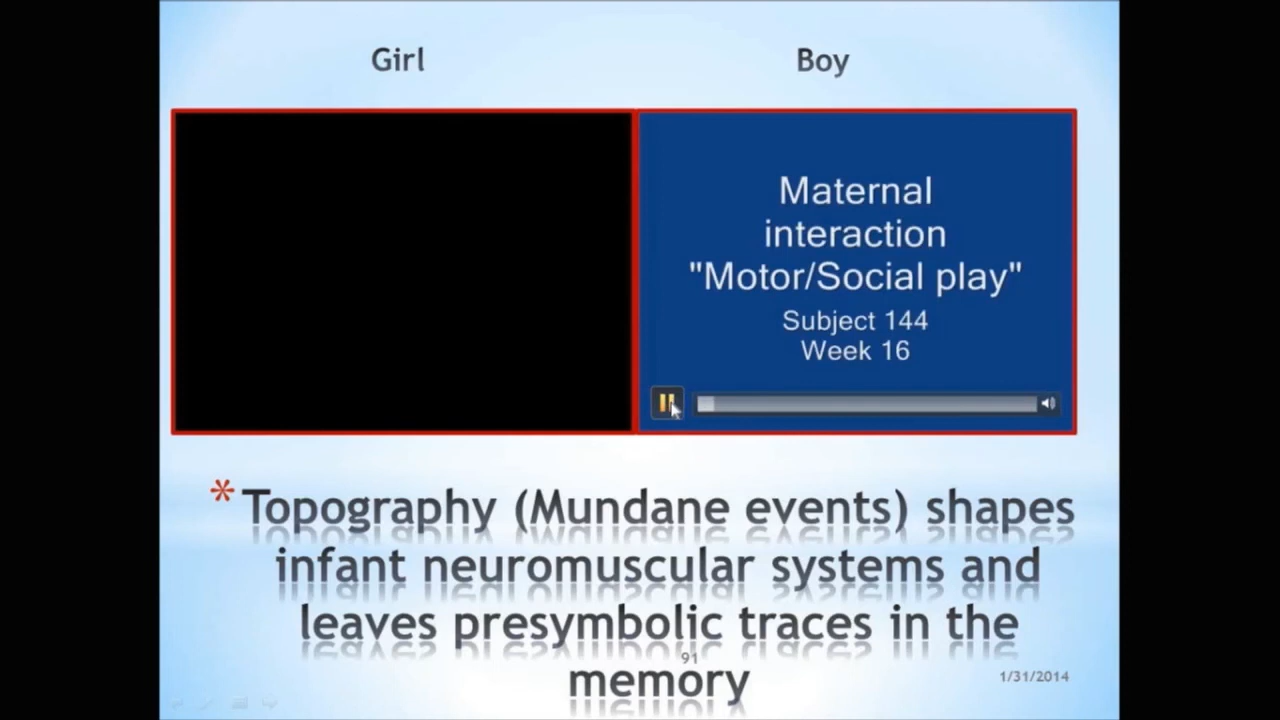 Girl
Boy
Maternal
interaction
"Motor/Social play"
Subject 144
Week 16
* Topography (Mundane events) shapes
infant neuromuscular systems and
leaves presymbolic traces in the
memory
91
1/31/2014